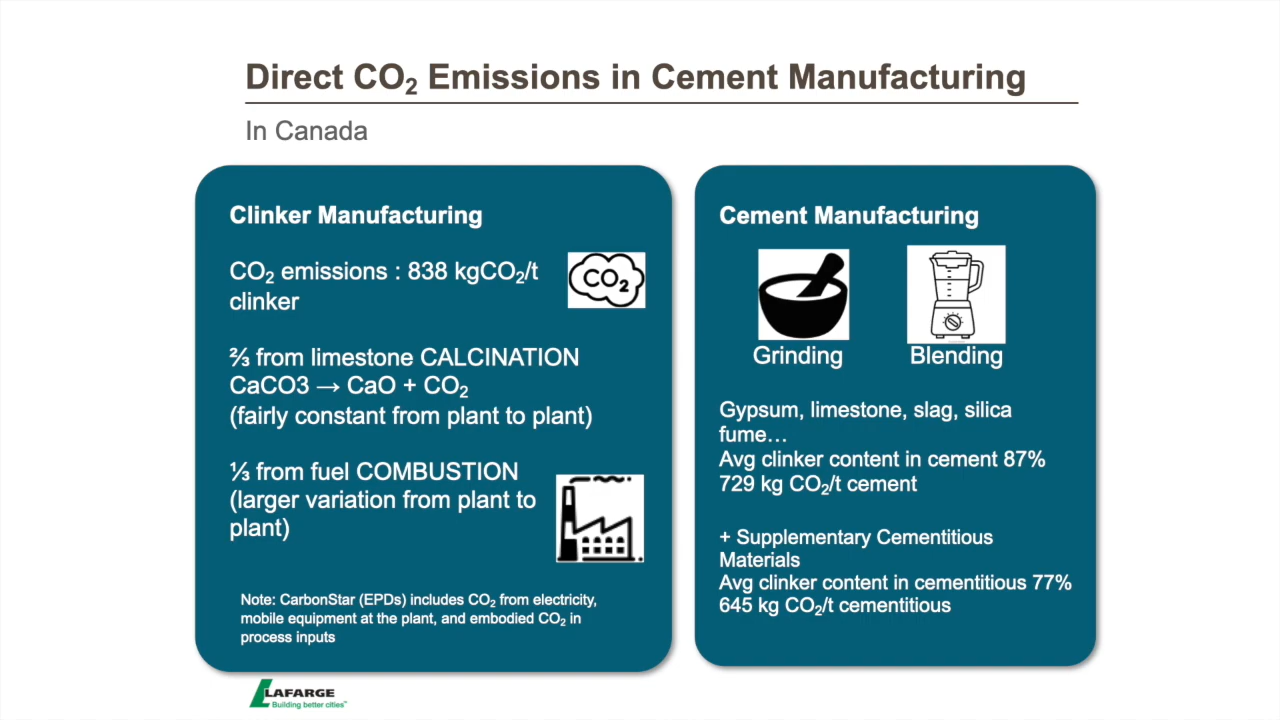 Direct CO₂ Emissions in Cement Manufacturing
In Canada
Clinker Manufacturing
CO₂ emissions : 838 kgCO₂/t
clinker
CO₂
⅔ from limestone CALCINATION
CaCO3 → CaO + CO₂
(fairly constant from plant to plant)
⅓ from fuel COMBUSTION
(larger variation from plant to
plant)
Note: CarbonStar (EPDs) includes CO₂ from electricity,
mobile equipment at the plant, and embodied CO₂ in
process inputs
Cement Manufacturing
Grinding
Blending
Gypsum, limestone, slag, silica
fume…
Avg clinker content in cement 87%
729 kg CO₂/t cement
+ Supplementary Cementitious
Materials
Avg clinker content in cementitious 77%
645 kg CO₂/t cementitious
LAFARGE
Building better cities™